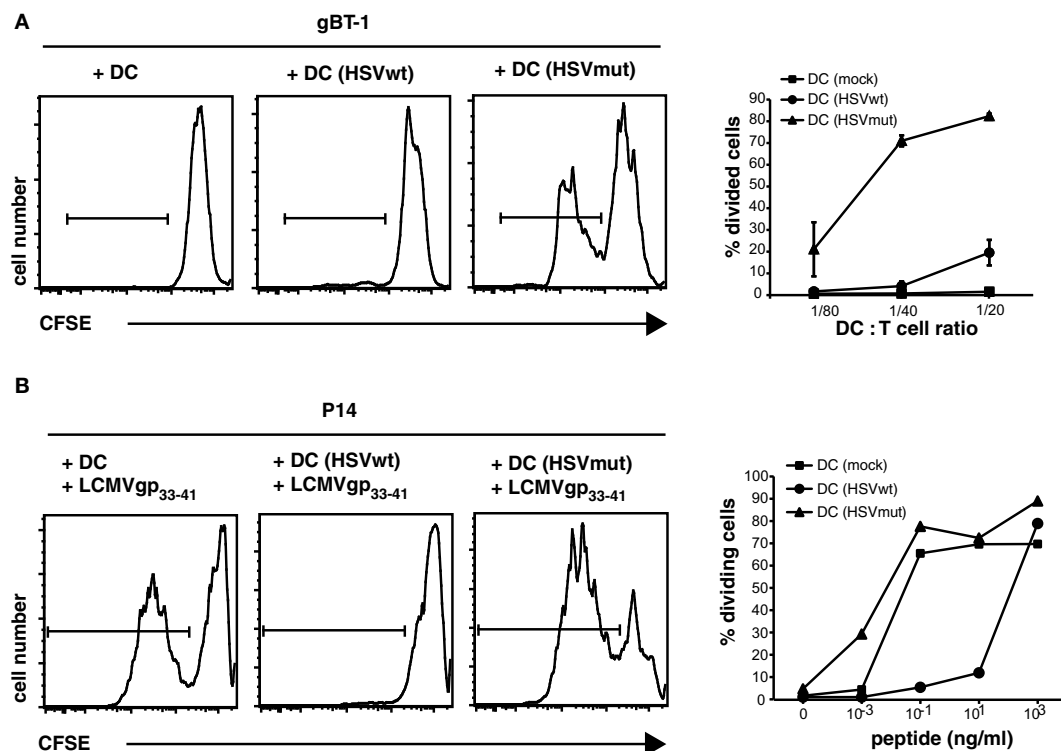 A
gBT-1
+ DC
+ DC (HSVwt)
+ DC (HSVmut)
cell number
CFSE
DC (mock)
DC (HSVwt)
DC (HSVmut)
90
80
70
60
50
40
30
20
10
0
% divided cells
1/80
1/40
1/20
DC : T cell ratio
B
P14
+ DC
+ LCMVgp33-41
+ DC (HSVwt)
+ LCMVgp33-41
+ DC (HSVmut)
+ LCMVgp33-41
cell number
CFSE
DC (mock)
DC (HSVwt)
DC (HSVmut)
100
90
80
70
60
50
40
30
20
10
0
% dividing cells
0
10-3
10-1
101
103
peptide (ng/ml)